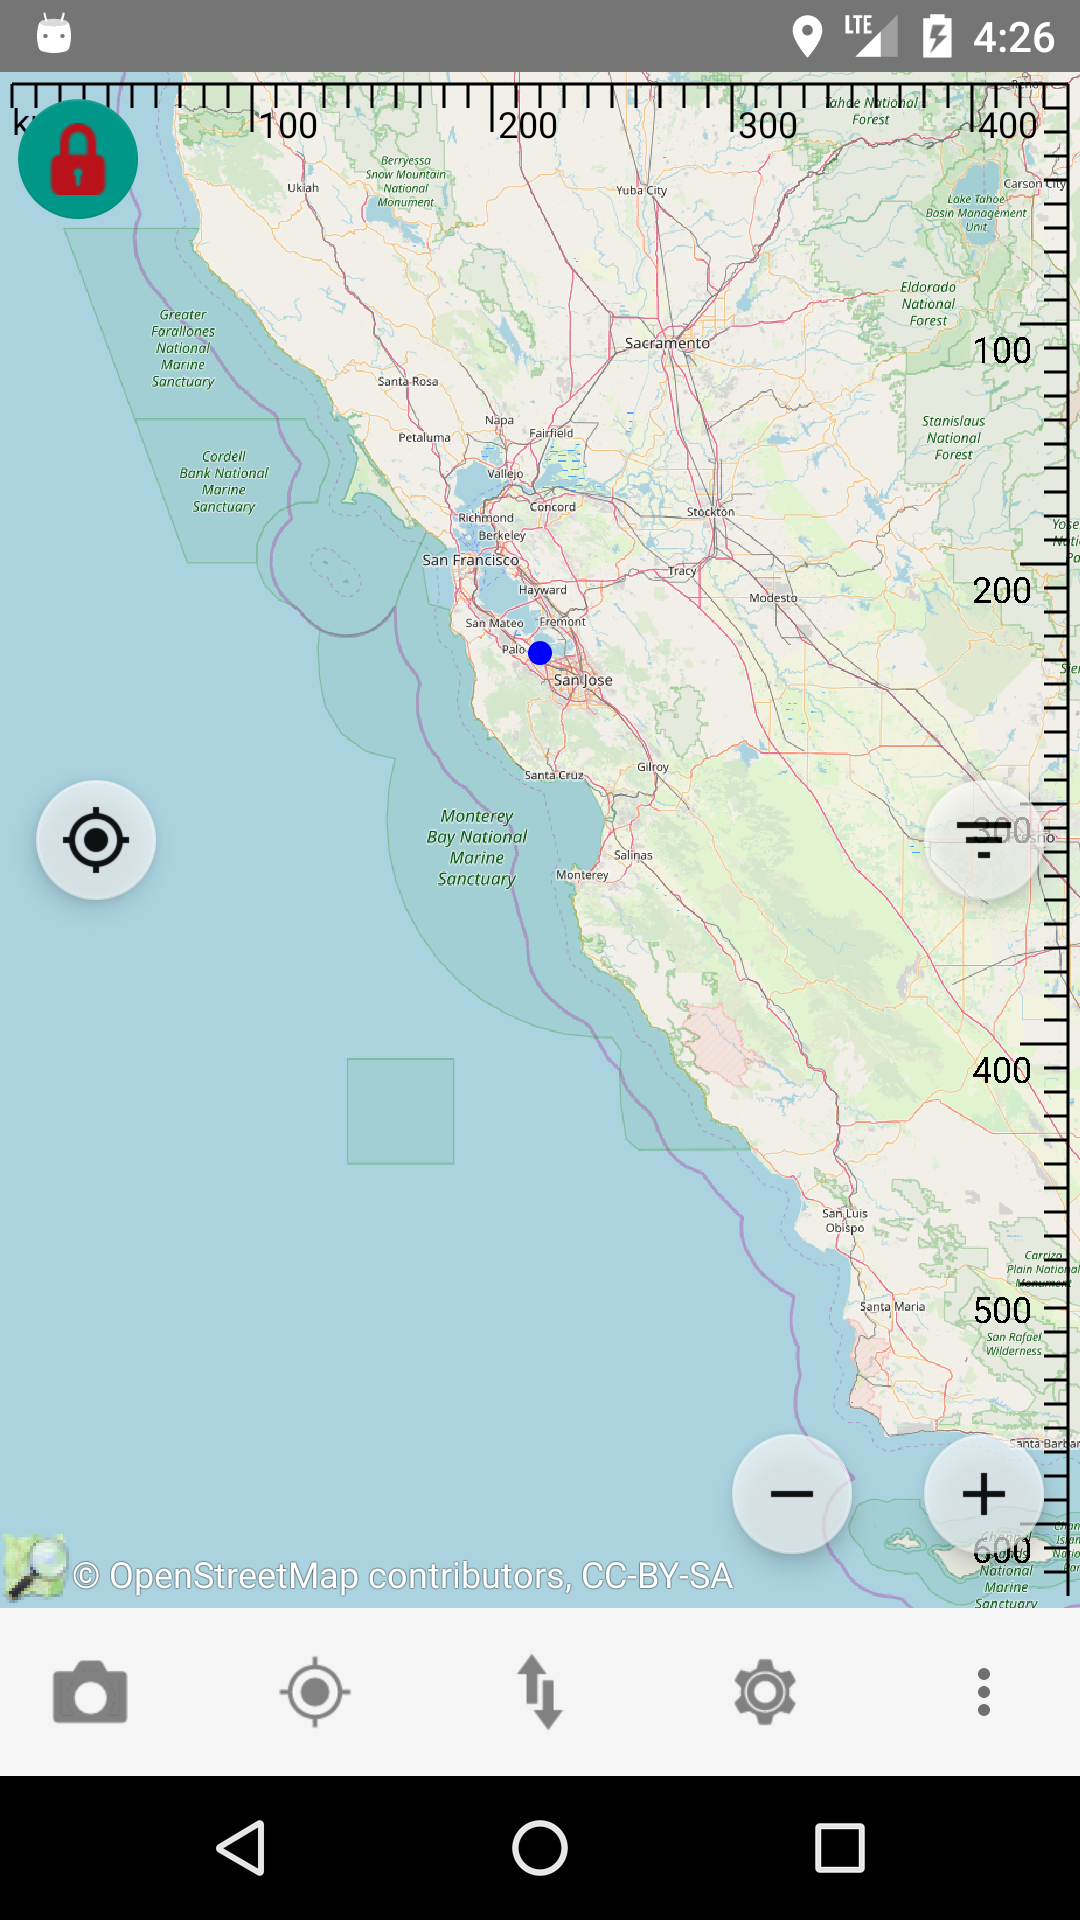 LTE 4:26
100 200 300 400
Tahoe National
Forest
Berryessa
Snow Mountain
National
Monument
Ukiah
Yuba City
Carson City
Lake Tahoe
Basin Management
Unit
Eldorado
National
Forest
Greater
Farallones
National
Marine
Sanctuary
Sacramento
100
Santa Rosa
Napa
Fairfield
Petaluma
Stanislaus
National
Forest
Cordell
Bank National
Marine
Sanctuary
Vallejo
Concord
Richmond
Berkeley
Stockton
San Francisco
Tracy
Hayward
Modesto
200
San Mateo
Fremont
Palo
San Jose
Santa Cruz
Gilroy
300
Monterey
Bay National
Marine
Sanctuary
Salinas
Monterey
400
San Luis
Obispo
Carrizo
Plain National
Monument
Santa Maria
500
San Rafael
Wilderness
Santa Barbar
600
Channel
Islands
National
Marine
Sanctuary
© OpenStreetMap contributors, CC-BY-SA